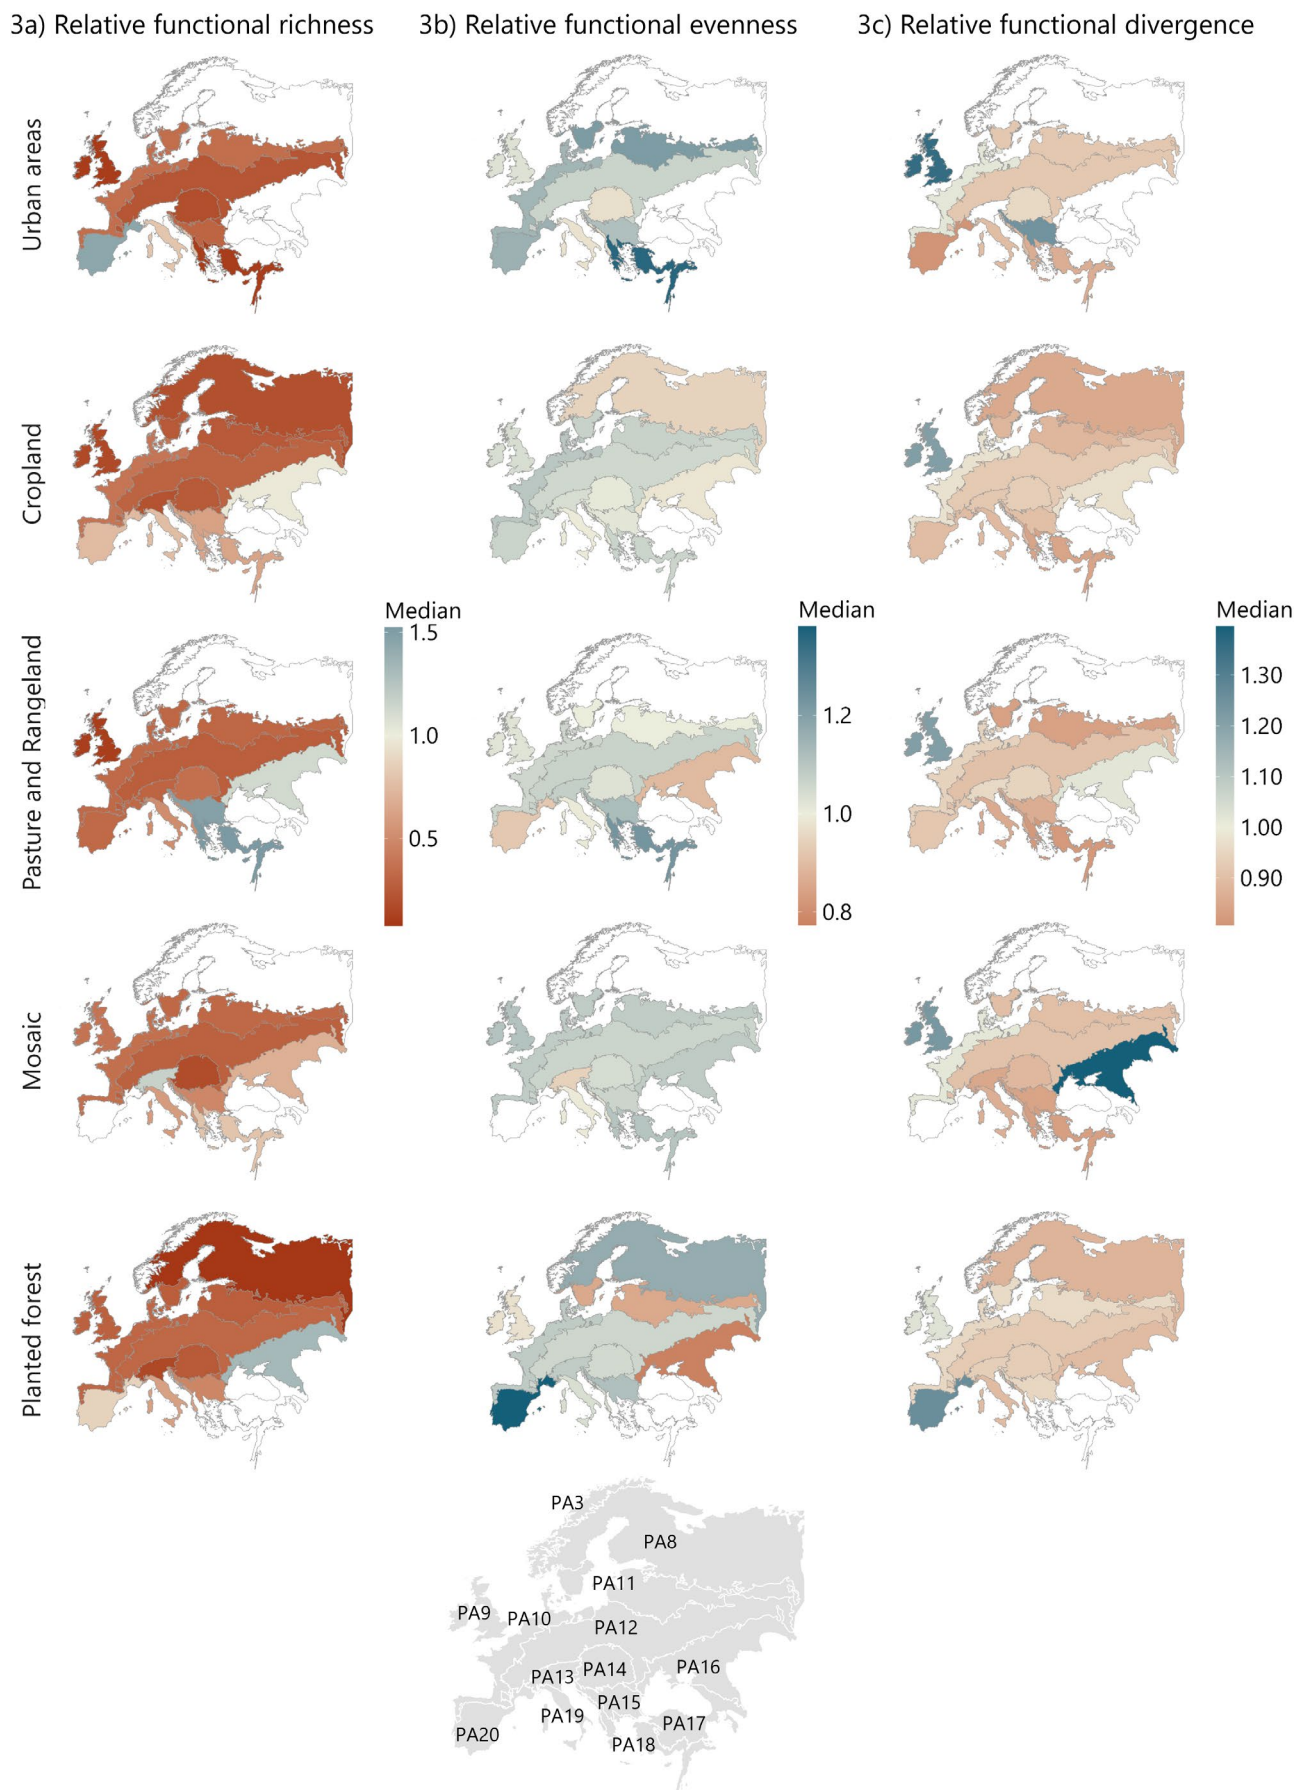 3a) Relative functional richness
3b) Relative functional evenness
3c) Relative functional divergence
Urban areas
Cropland
Median
1.5
1.0
0.5
Median
1.2
1.0
0.8
Median
1.30
1.20
1.10
1.00
0.90
Pasture and Rangeland
Mosaic
Planted forest
PA3
PA8
PA11
PA9
PA10
PA12
PA13
PA14
PA16
PA15
PA19
PA17
PA20
PA18